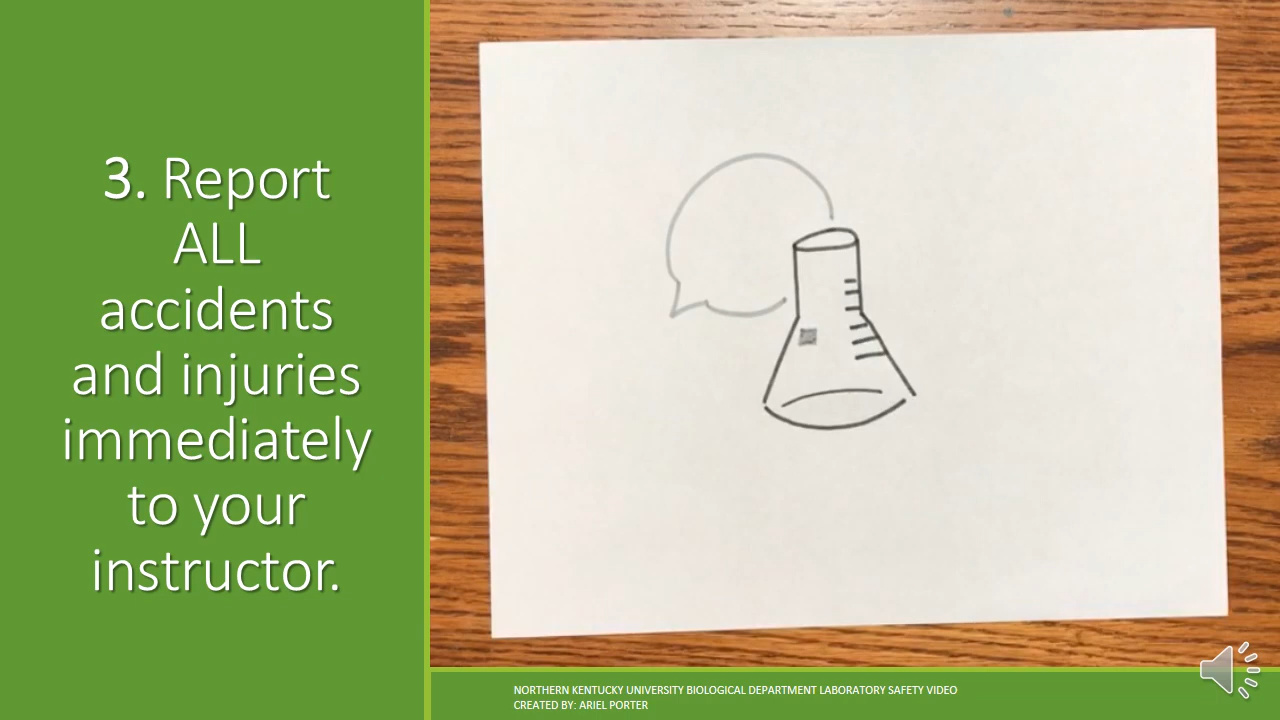 3. Report
ALL
accidents
and injuries
immediately
to your
instructor.
NORTHERN KENTUCKY UNIVERSITY BIOLOGICAL DEPARTMENT LABORATORY SAFETY VIDEO
CREATED BY: ARIEL PORTER